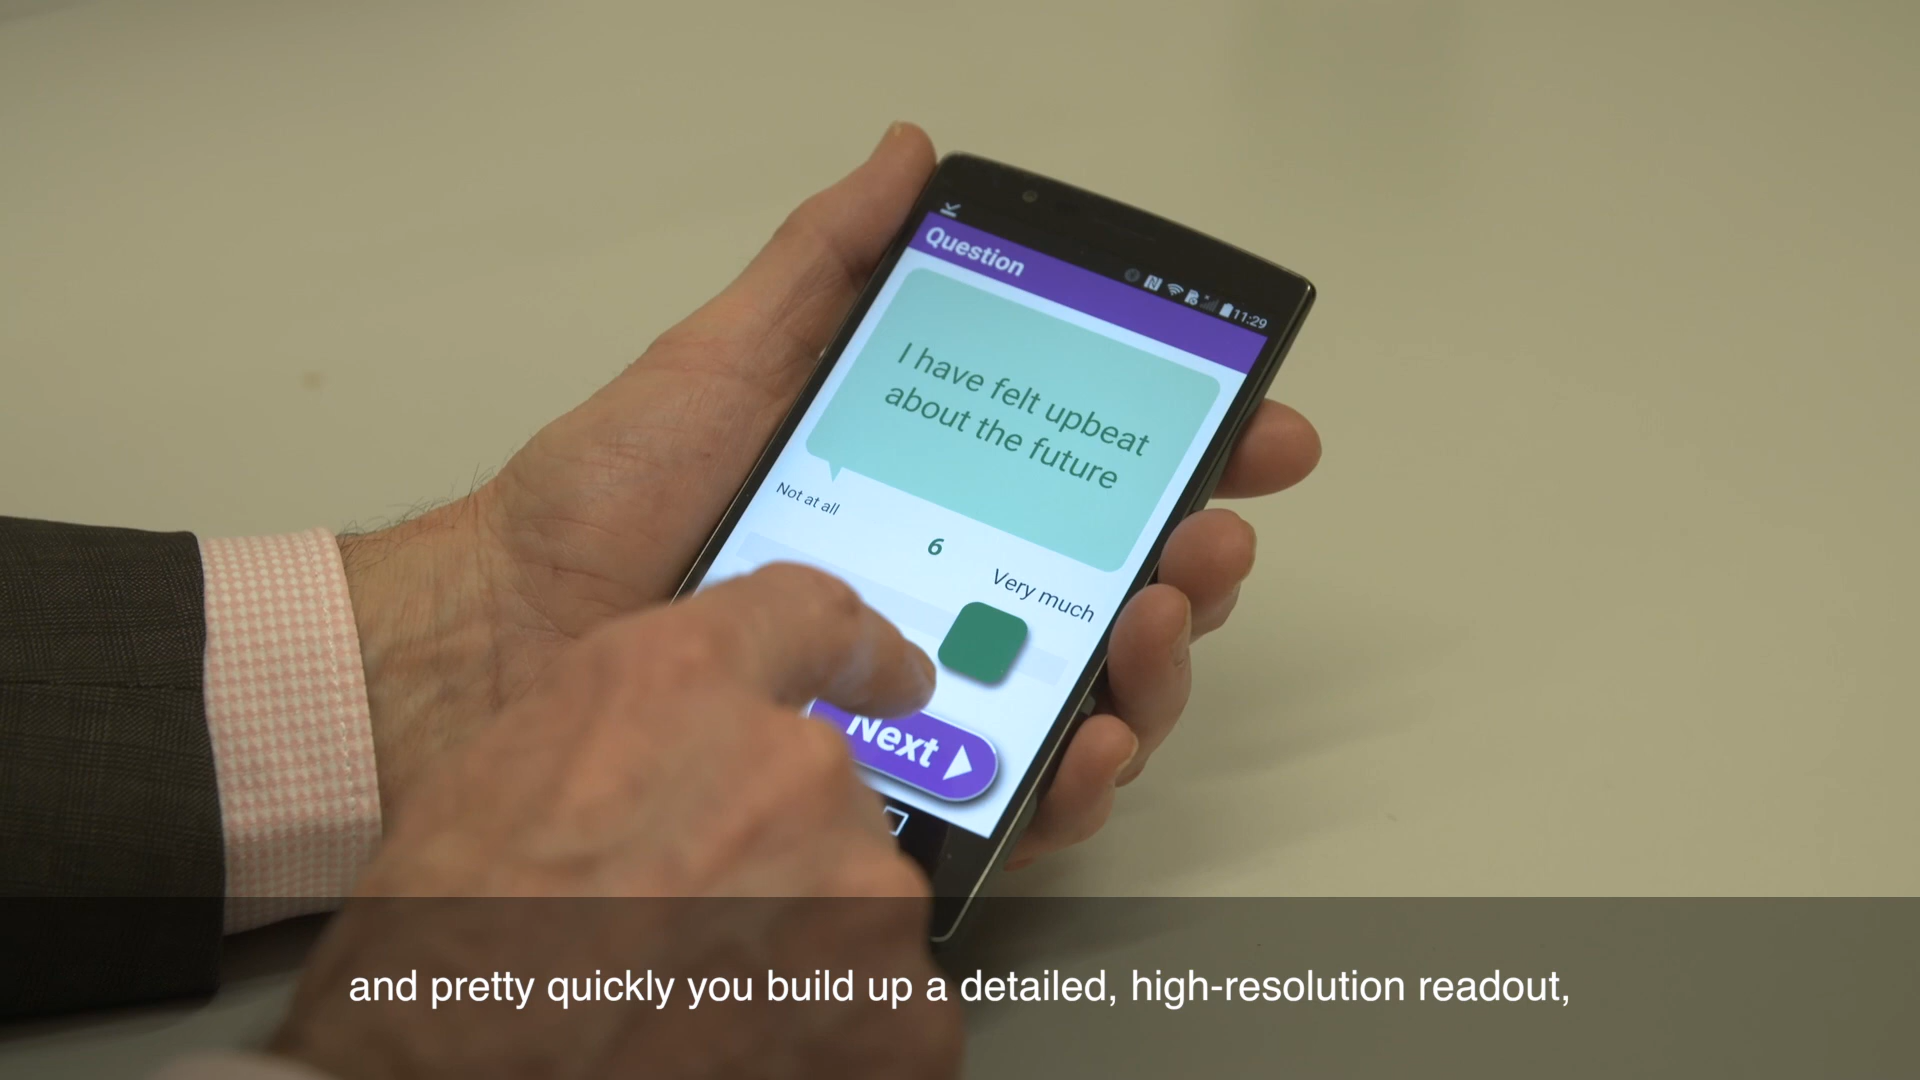 11:29
Question
I have felt upbeat
about the future
Not at all
6
Very much
Next
and pretty quickly you build up a detailed, high-resolution readout,